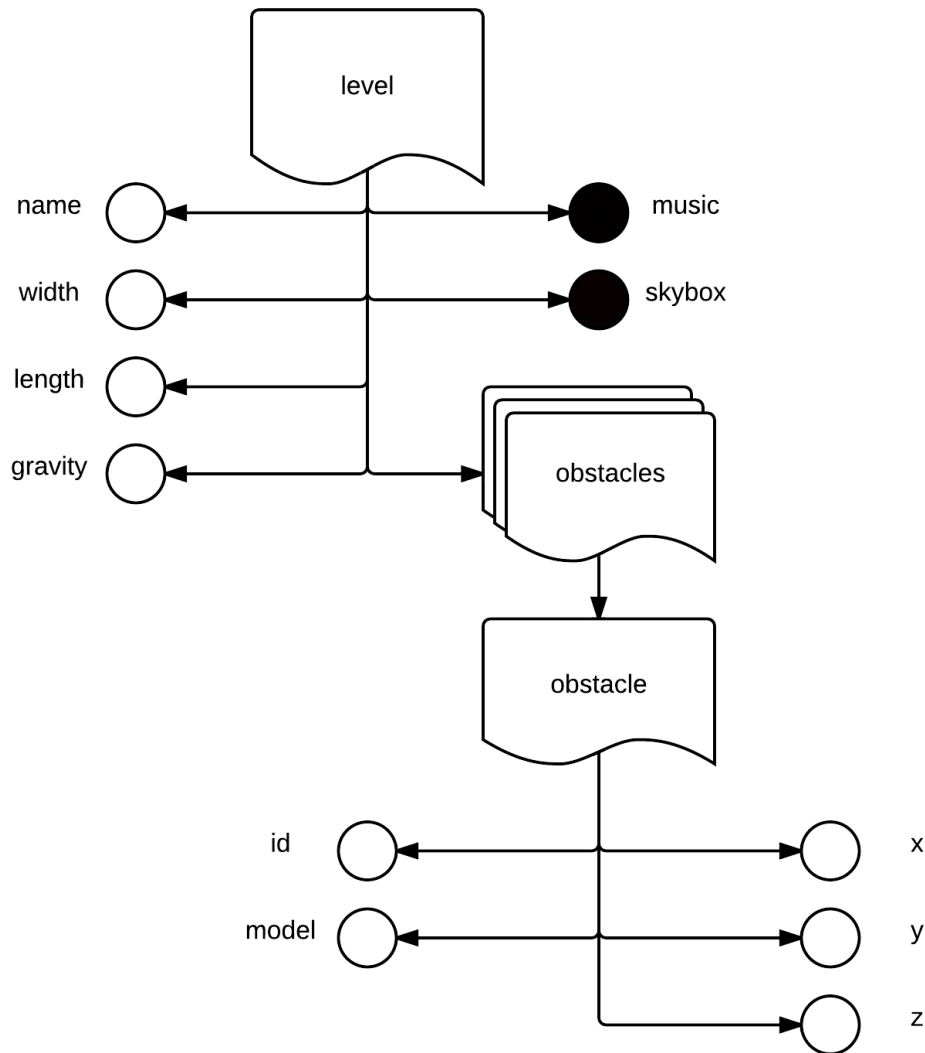 level
name
music
width
skybox
length
gravity
obstacles
obstacle
id
x
model
y
z